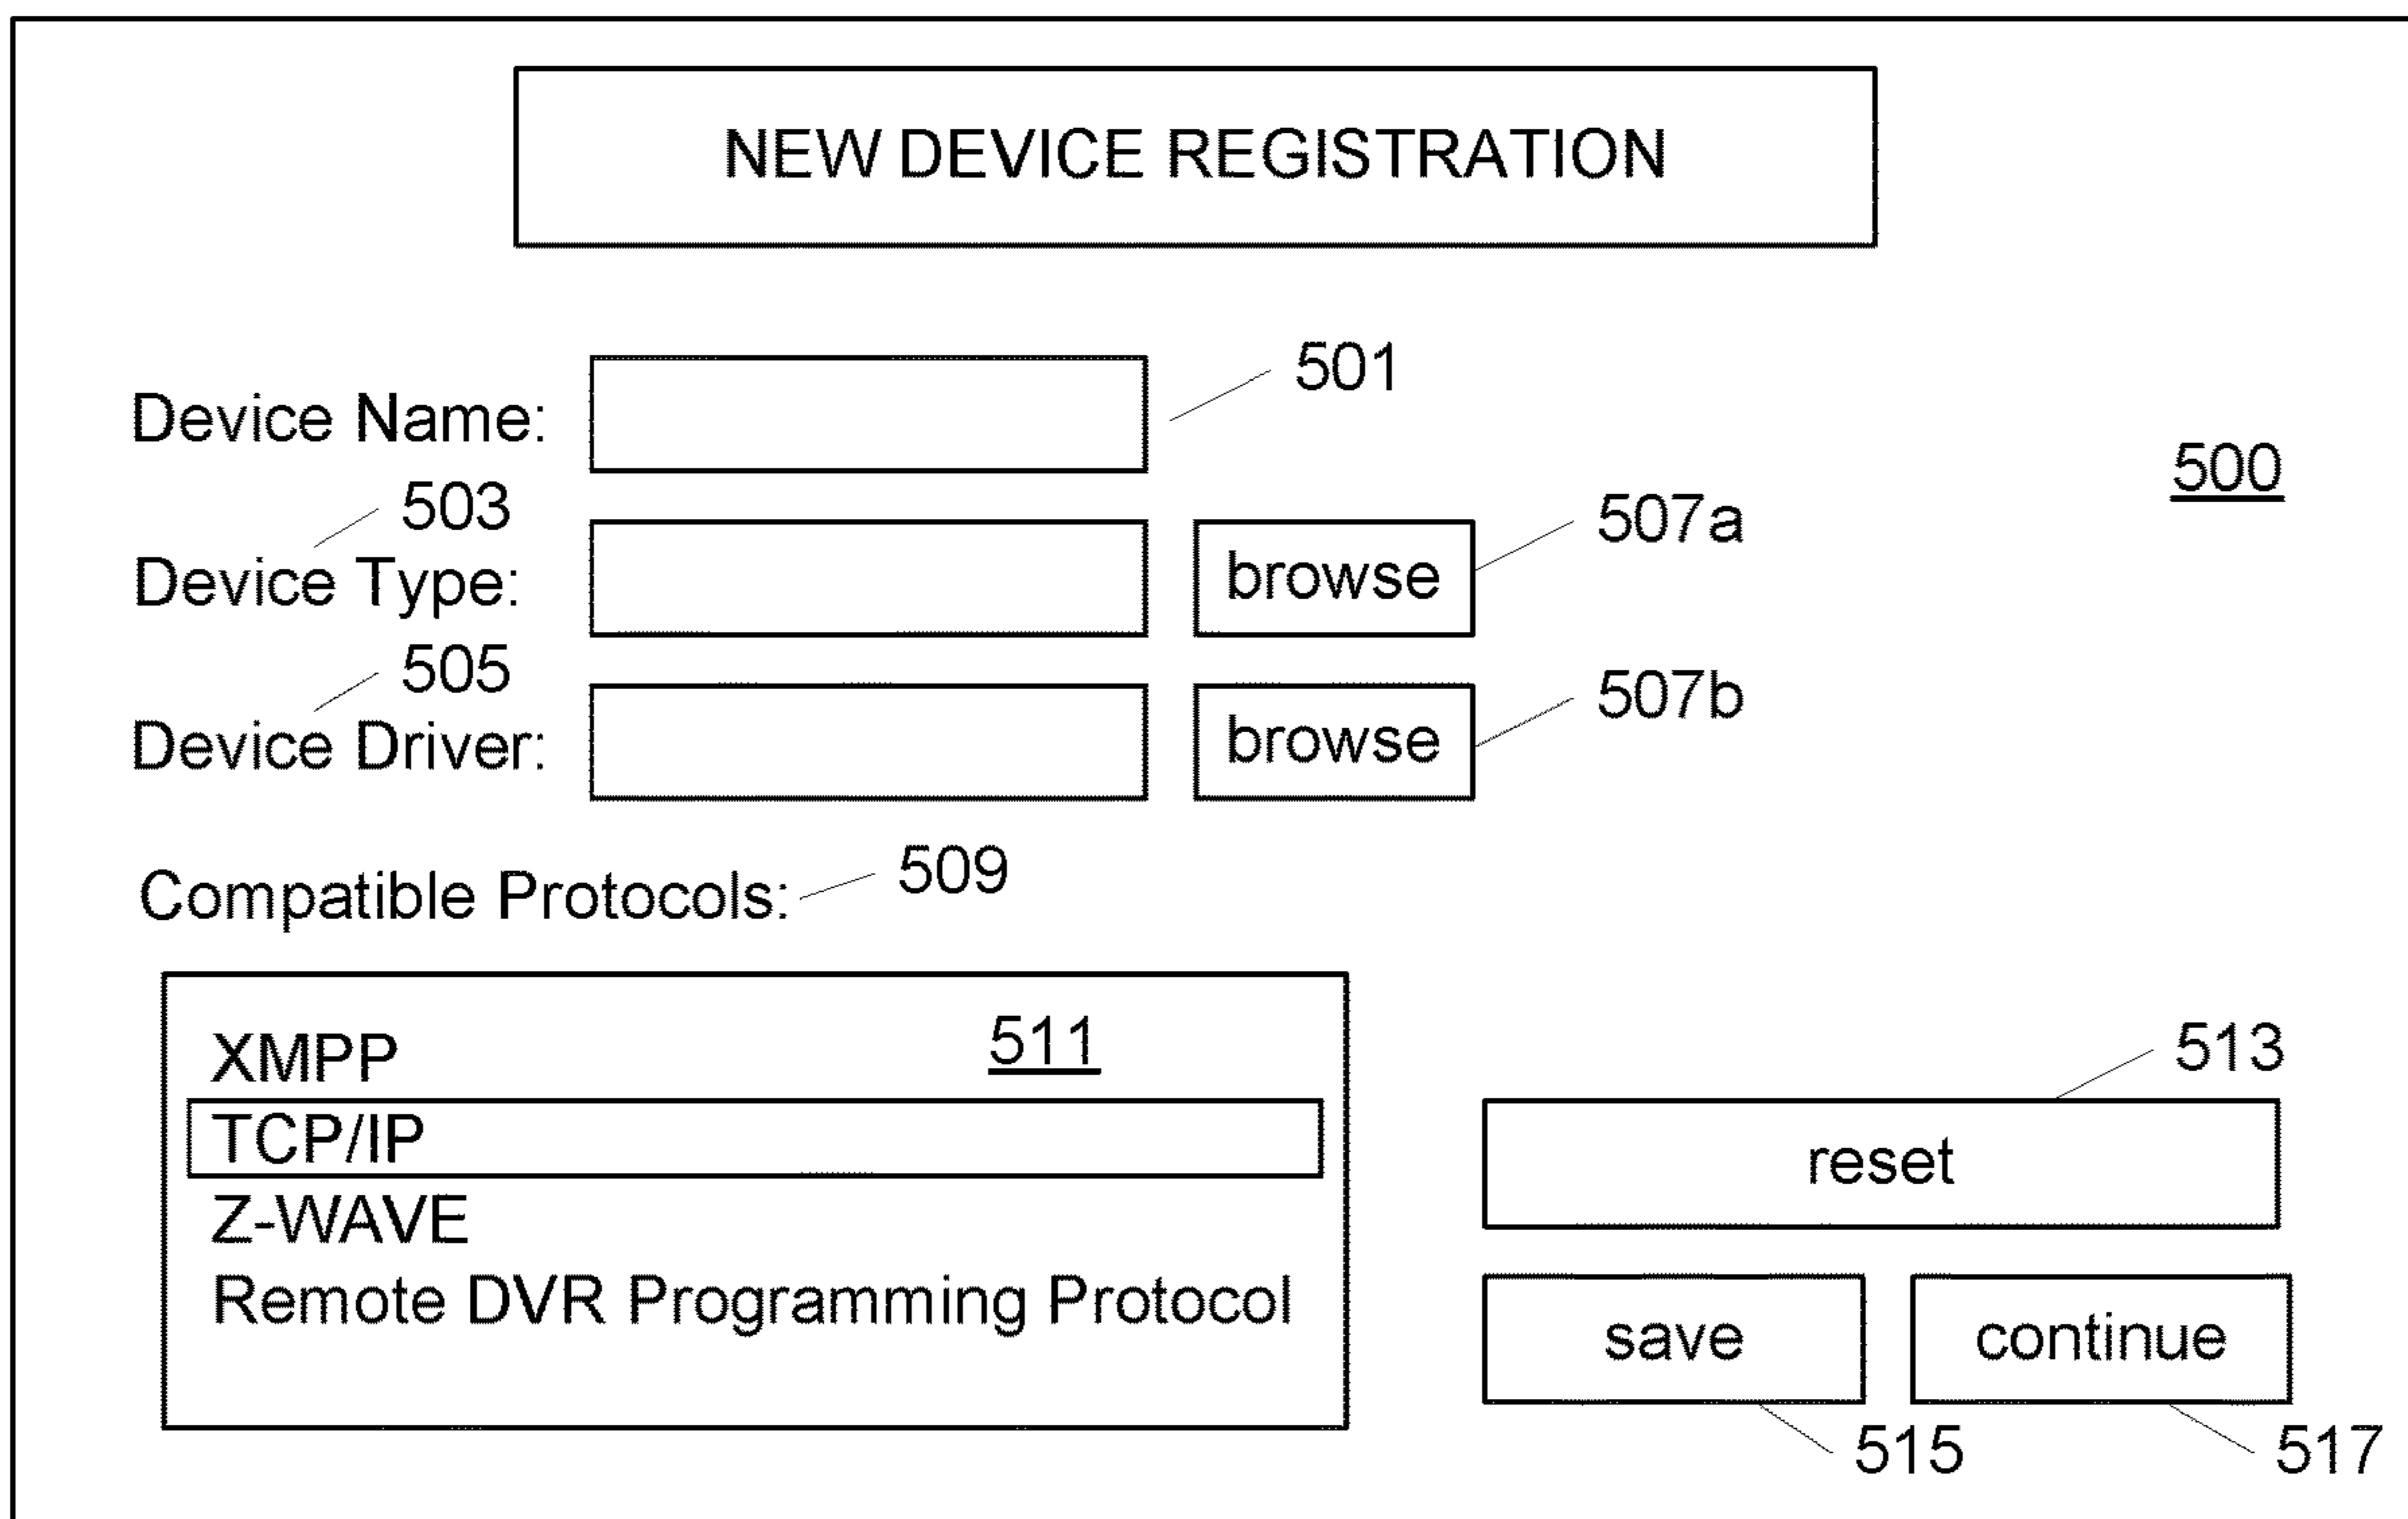 NEW DEVICE REGISTRATION
501
Device Name:
500
503
507a
Device Type:
browse
505
507b
Device Driver:
browse
509
Compatible Protocols:
511
XMPP
513
TCP/IP
reset
Z-WAVE
Remote DVR Programming Protocol
save
continue
515
517